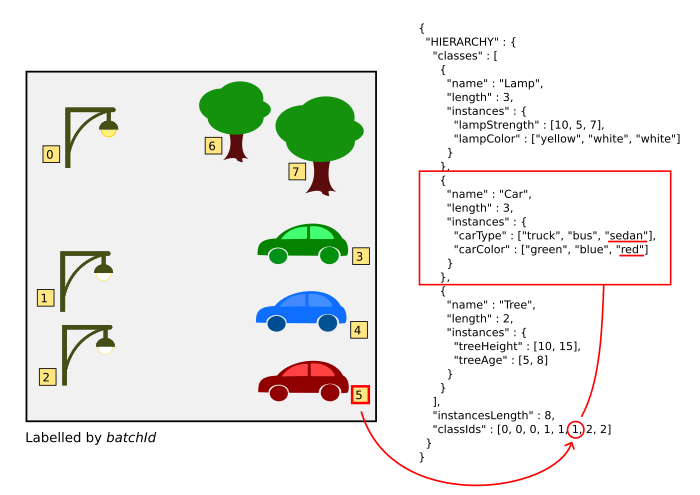 0
6
7
1
2
3
4
5
Labelled by batchId
{
"HIERARCHY" : {
"classes" : [
{
"name" : "Lamp",
"length" : 3,
"instances" : {
"lampStrength" : [10, 5, 7],
"lampColor" : ["yellow", "white", "white"]
}
},
{
"name" : "Car",
"length" : 3,
"instances" : {
"carType" : ["truck", "bus", "sedan"],
"carColor" : ["green", "blue", "red"]
}
},
{
"name" : "Tree",
"length" : 2,
"instances" : {
"treeHeight" : [10, 15],
"treeAge" : [5, 8]
}
}
],
"instancesLength" : 8,
"classIds" : [0, 0, 0, 1, 1, 1, 2, 2]
}
}